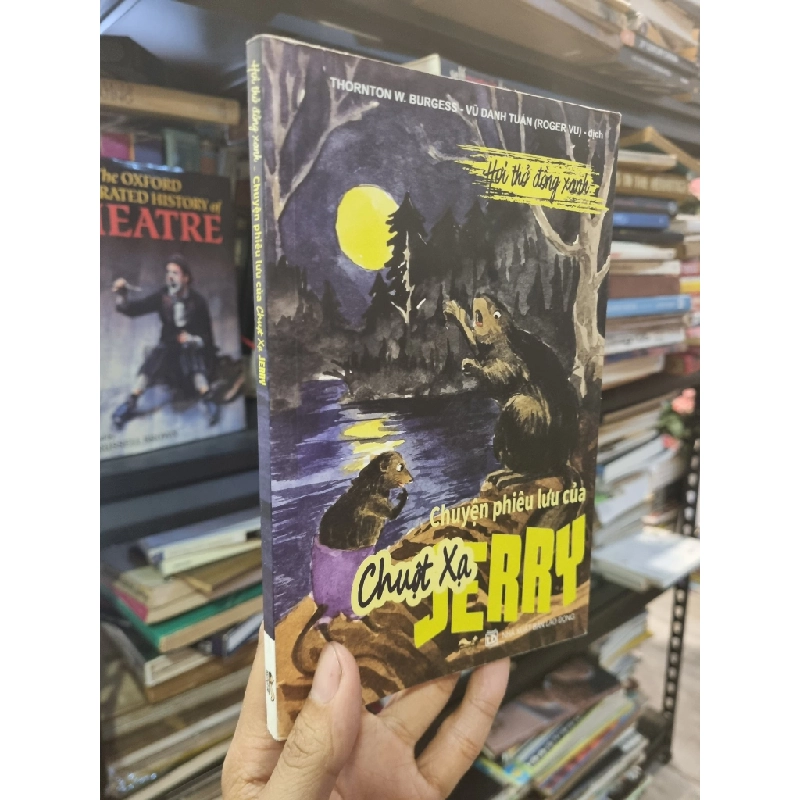 THORNTON W. BURGESS - VŨ DANH TUẤN (ROGER VU) - dịch
Hơi thở đồng xanh
Chuyện phiêu lưu của
Chuột Xạ
JERRY
Hơi thở đồng xanh Chuyện phiêu lưu của Chuột Xạ JERRY
The OXFORD
RATED HISTORY of
HEATRE